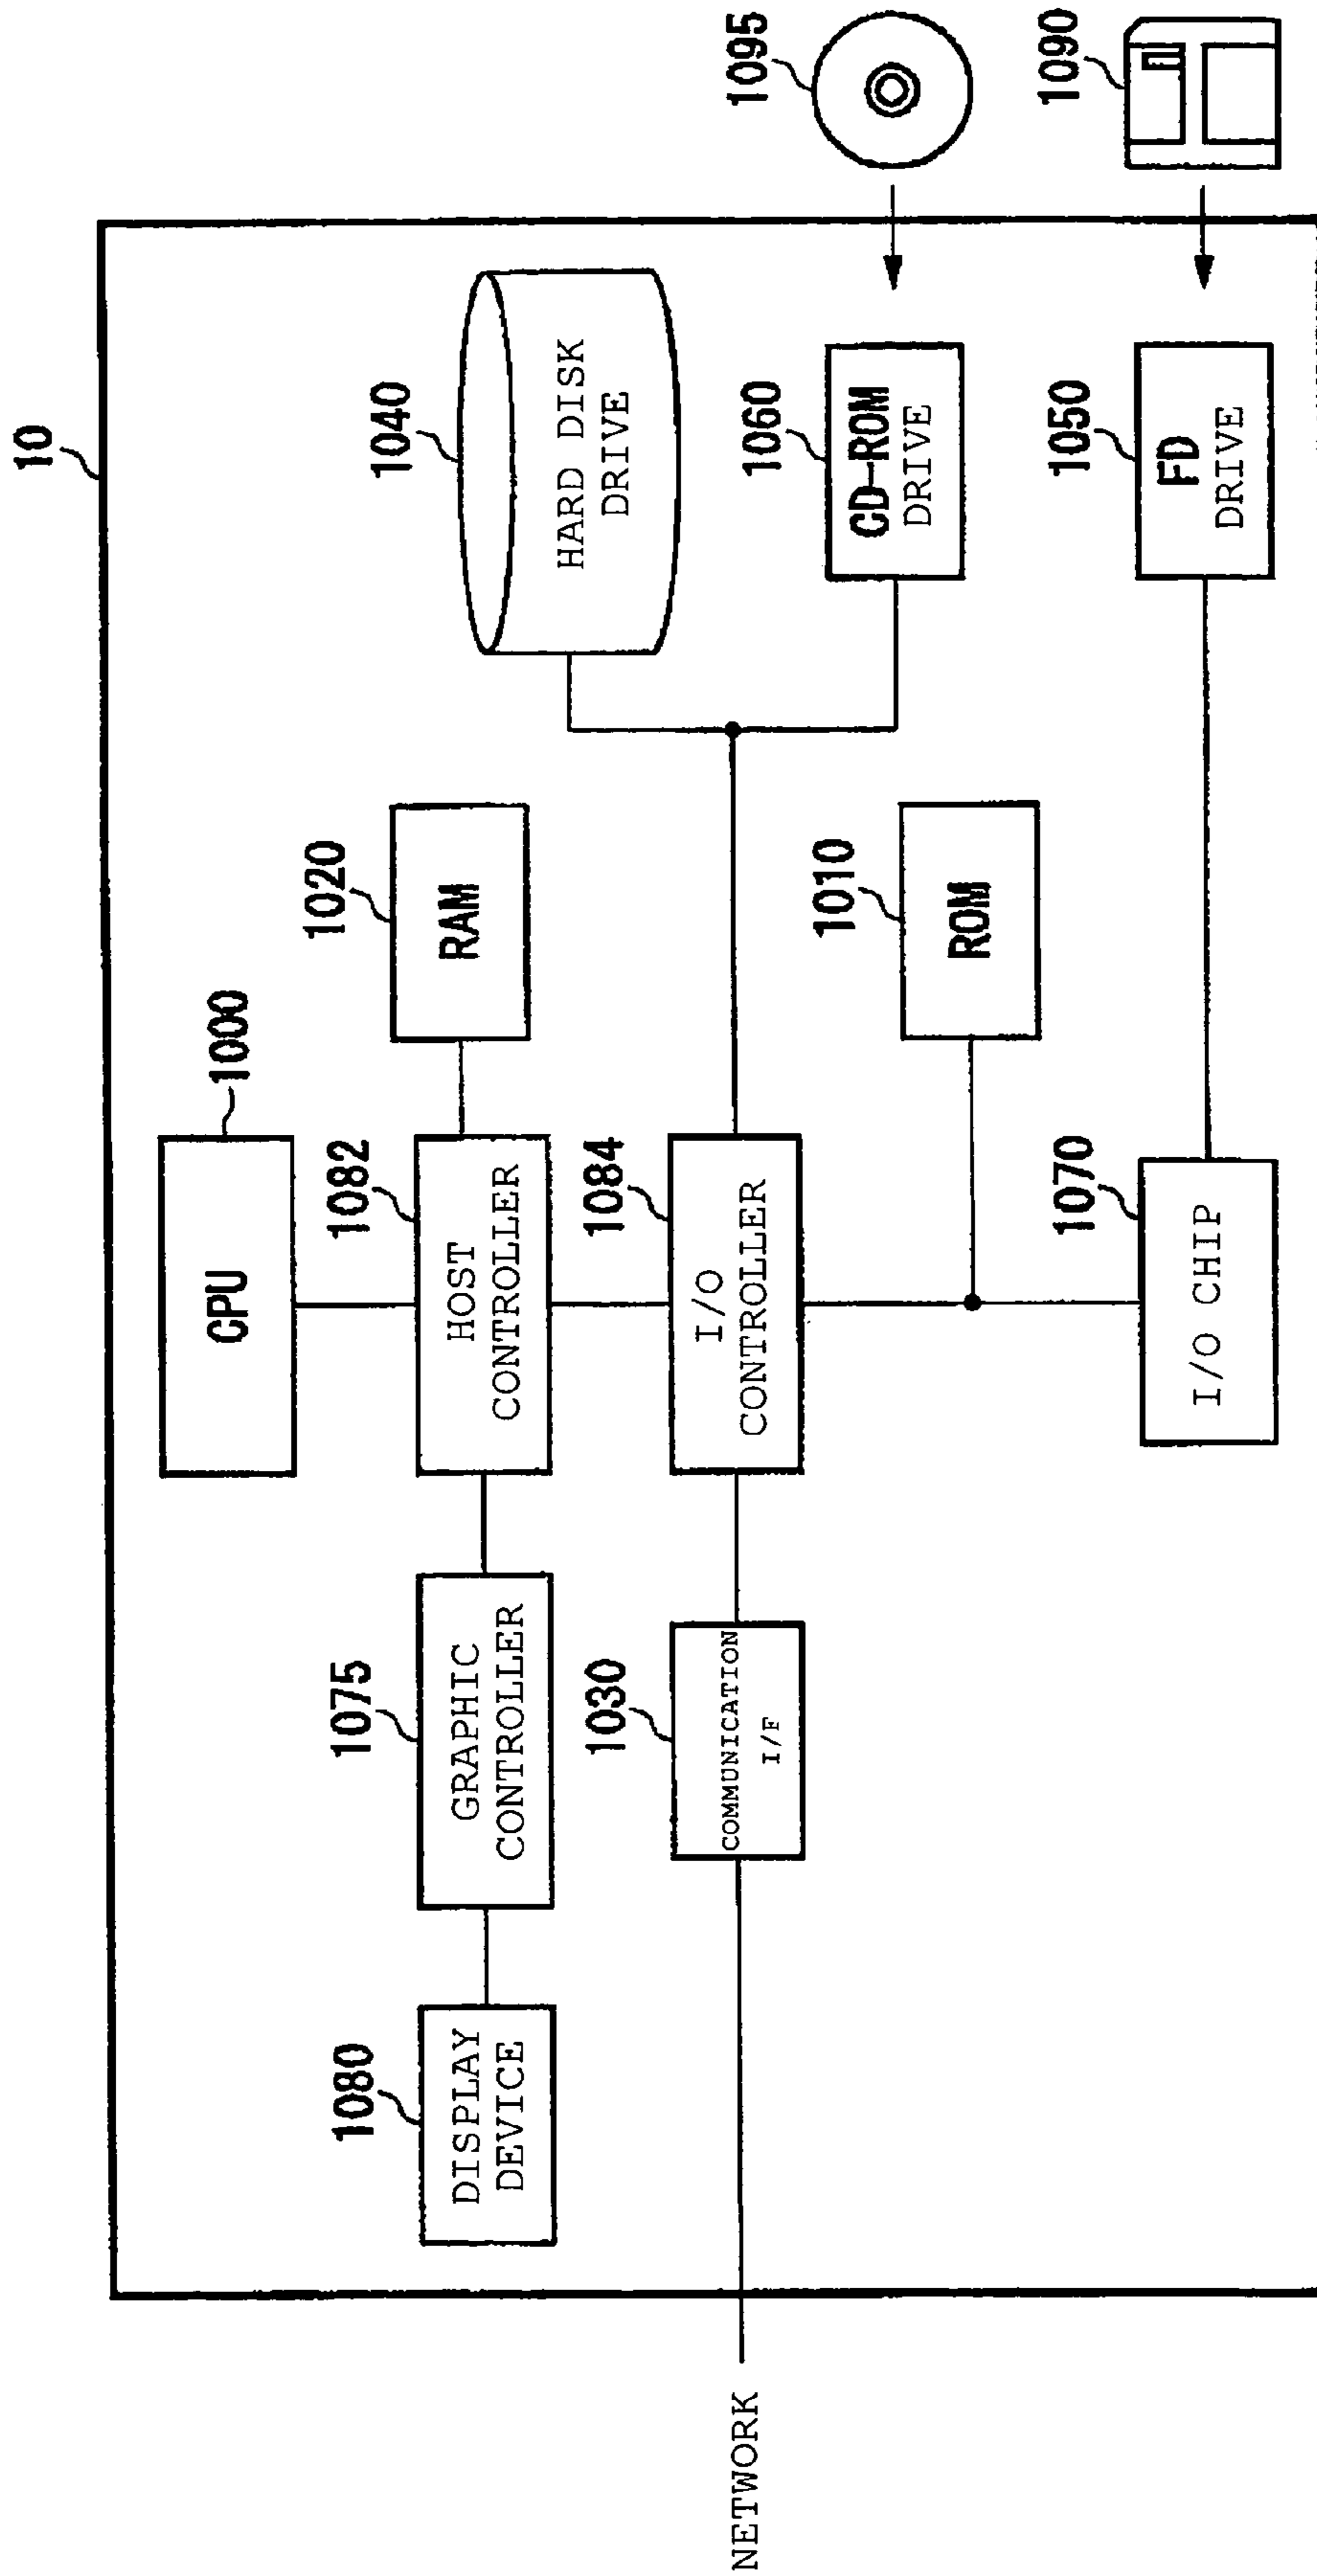 10
CPU
1000
1020
RAM
1040
HARD DISK
DRIVE
1080
DISPLAY
DEVICE
1075
GRAPHIC
CONTROLLER
1082
HOST
CONTROLLER
1030
COMMUNICATION
I/F
1084
I/O
CONTROLLER
NETWORK
1060
CD-ROM
DRIVE
1095
1010
ROM
1070
I/O CHIP
1050
FD
DRIVE
1090